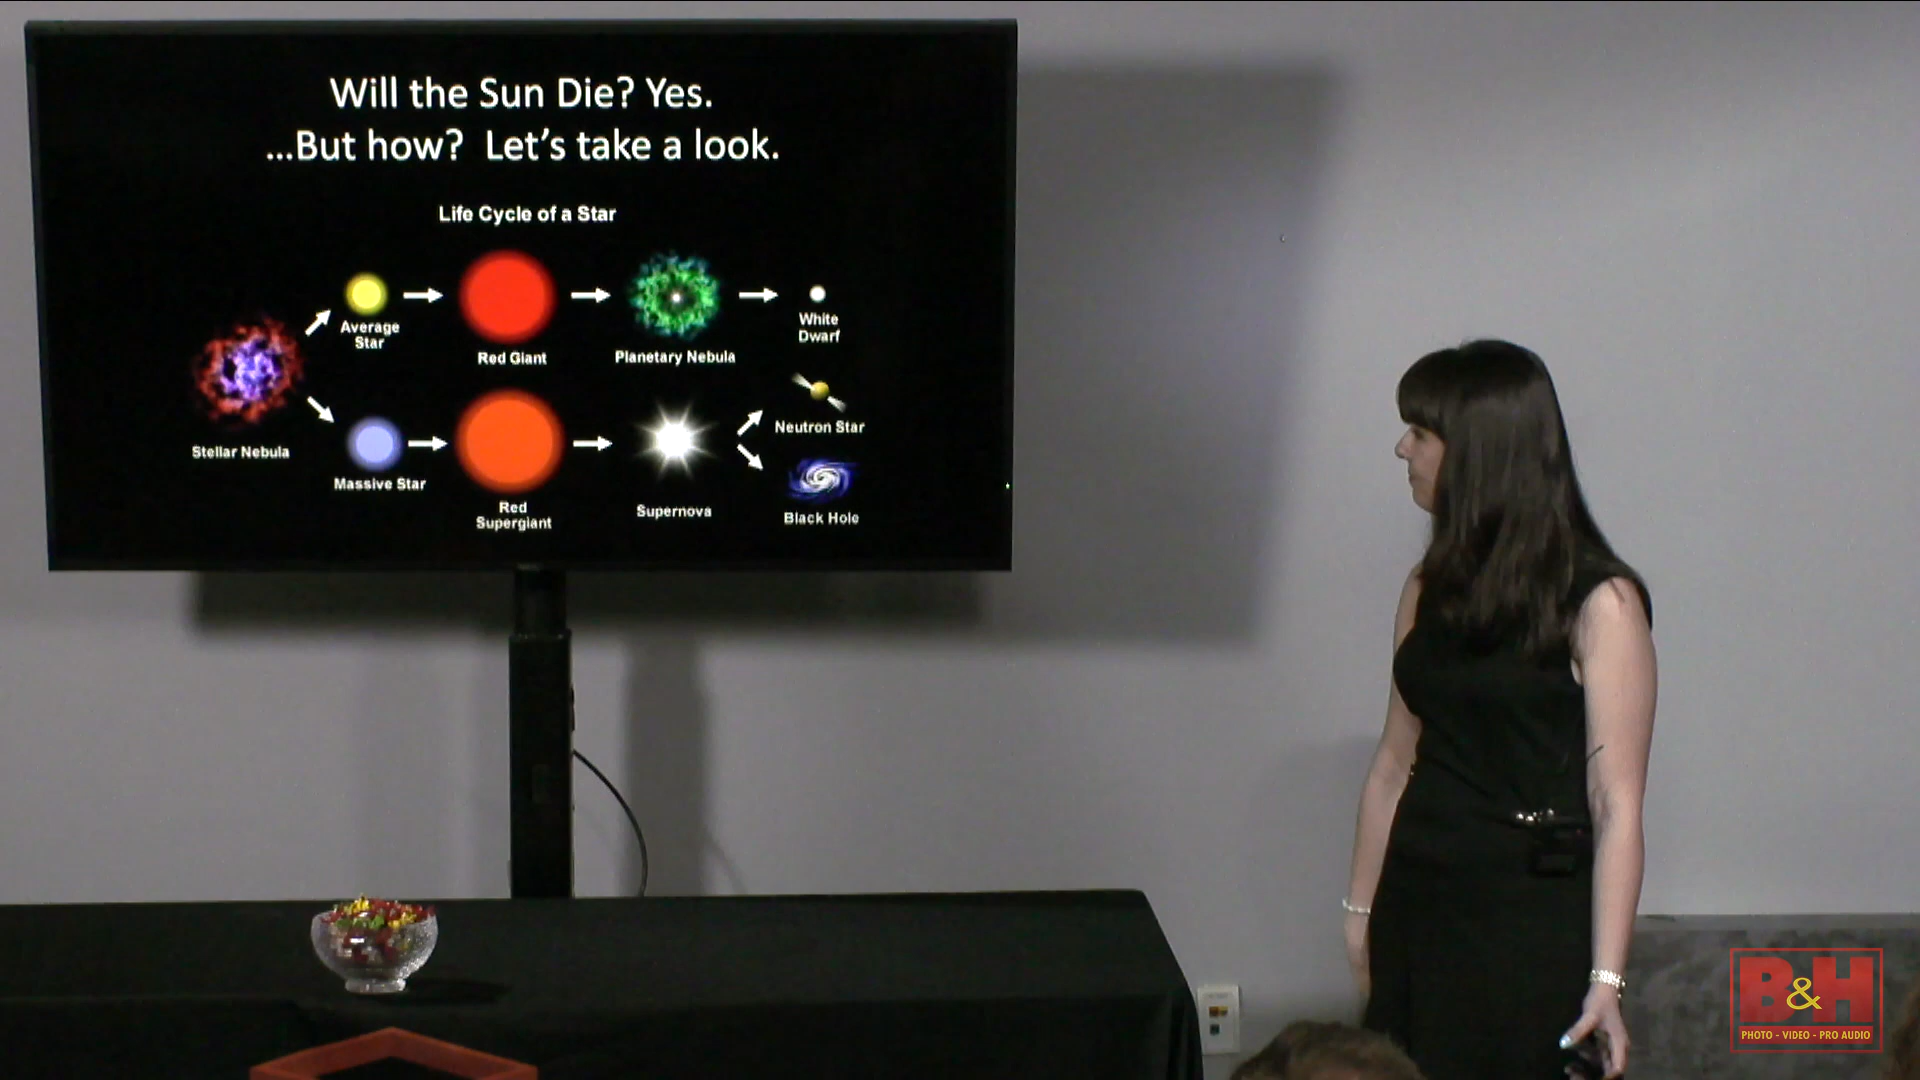 Will the Sun Die? Yes.
...But how? Let's take a look.
Life Cycle of a Star
Average
Star
Red Giant
Planetary Nebula
White
Dwarf
Stellar Nebula
Massive Star
Red
Supergiant
Supernova
Neutron Star
Black Hole
B&H
PHOTO - VIDEO - PRO AUDIO